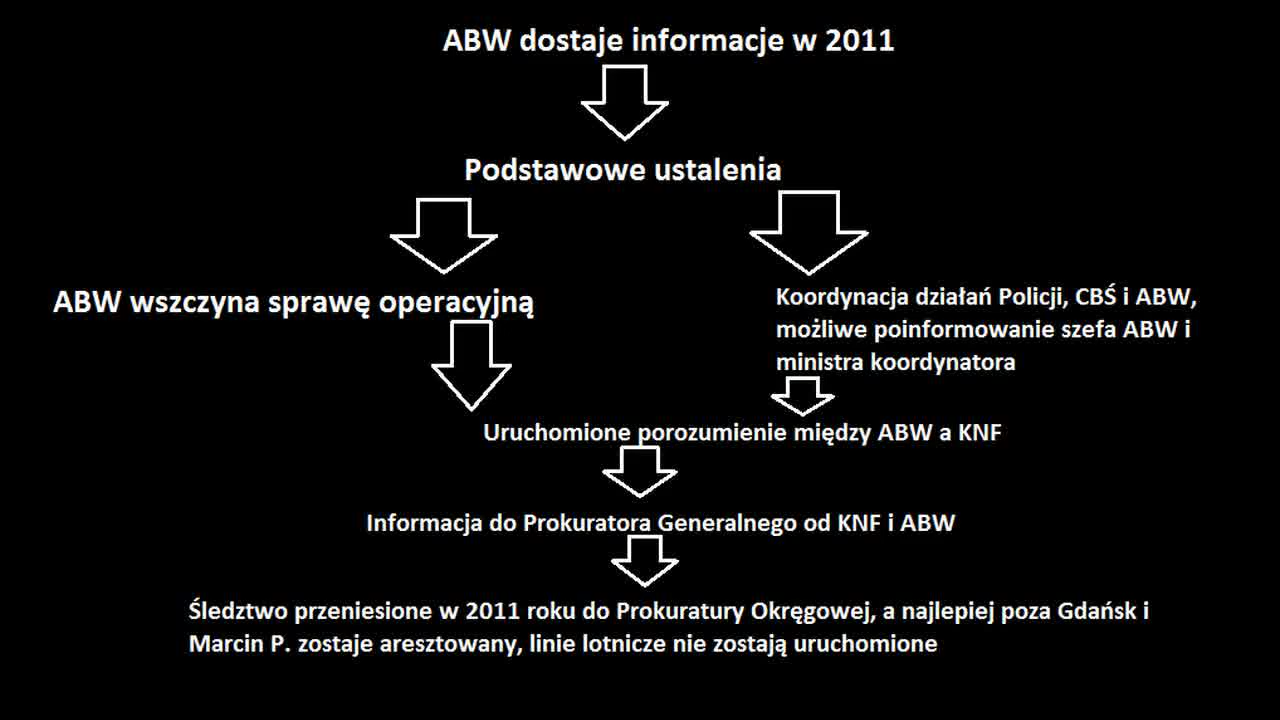 ABW dostaje informacje w 2011
Podstawowe ustalenia
ABW wszczyna sprawę operacyjną
Koordynacja działań Policji, CBŚ i ABW,
możliwe poinformowanie szefa ABW i
ministra koordynatora
Uruchomione porozumienie między ABW a KNF
Informacja do Prokuratora Generalnego od KNF i ABW
Śledztwo przeniesione w 2011 roku do Prokuratury Okręgowej, a najlepiej poza Gdańsk i
Marcin P. zostaje aresztowany, linie lotnicze nie zostają uruchomione